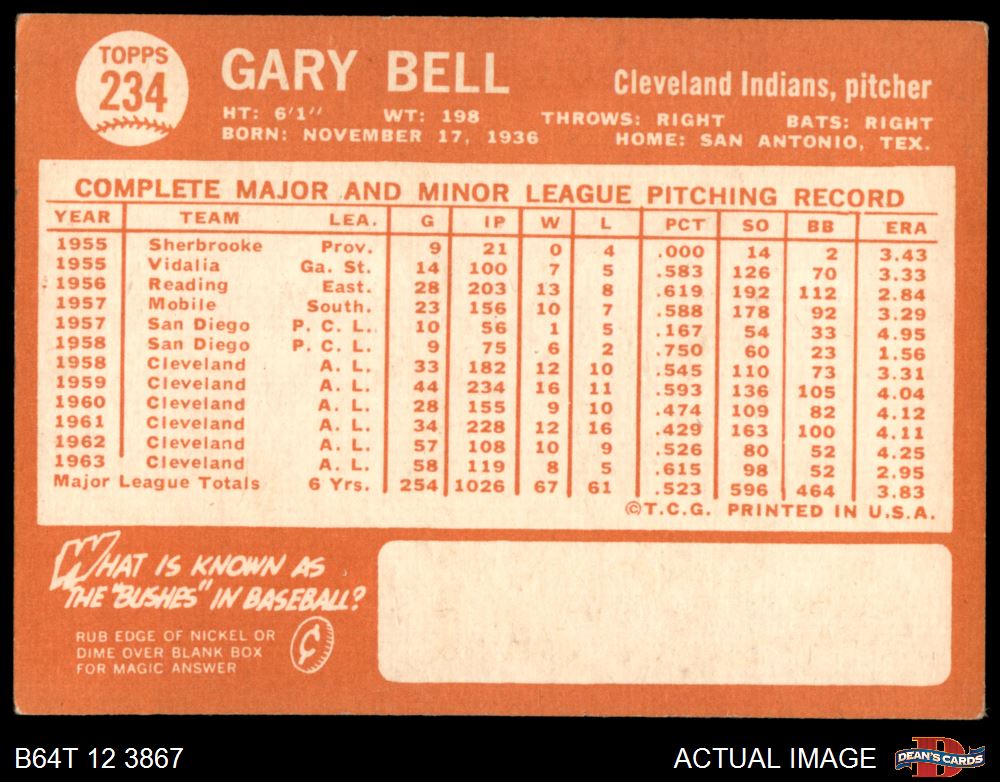 TOPPS
234
GARY BELL
Cleveland Indians, pitcher
HT: 6'1" WT: 198 THROWS: RIGHT BATS: RIGHT
BORN: NOVEMBER 17, 1936 HOME: SAN ANTONIO, TEX.
COMPLETE MAJOR AND MINOR LEAGUE PITCHING RECORD
YEAR TEAM LEA. G IP W L PCT SO BB ERA
1955 Sherbrooke Prov. 9 21 0 4 .000 14 2 3.43
1955 Vidalia Ga. St. 14 100 7 5 .583 126 70 3.33
1956 Reading East. 28 203 13 8 .619 192 112 2.84
1957 Mobile South. 23 156 10 7 .588 178 92 3.29
1957 San Diego P. C. L. 10 56 1 5 .167 54 33 4.95
1958 San Diego P. C. L. 9 75 6 2 .750 60 23 1.56
1958 Cleveland A. L. 33 182 12 10 .545 110 73 3.31
1959 Cleveland A. L. 44 234 16 11 .593 136 105 4.04
1960 Cleveland A. L. 28 155 9 10 .474 109 82 4.12
1961 Cleveland A. L. 34 228 12 16 .429 163 100 4.11
1962 Cleveland A. L. 57 108 10 9 .526 80 52 4.25
1963 Cleveland A. L. 58 119 8 5 .615 98 52 2.95
Major League Totals 6 Yrs. 254 1026 67 61 .523 596 464 3.83
©T.C.G. PRINTED IN U.S.A.
WHAT IS KNOWN AS
THE "BUSHES" IN BASEBALL?
RUB EDGE OF NICKEL OR
DIME OVER BLANK BOX
FOR MAGIC ANSWER
¢
B64T 12 3867
ACTUAL IMAGE
D
DEAN'S CARDS